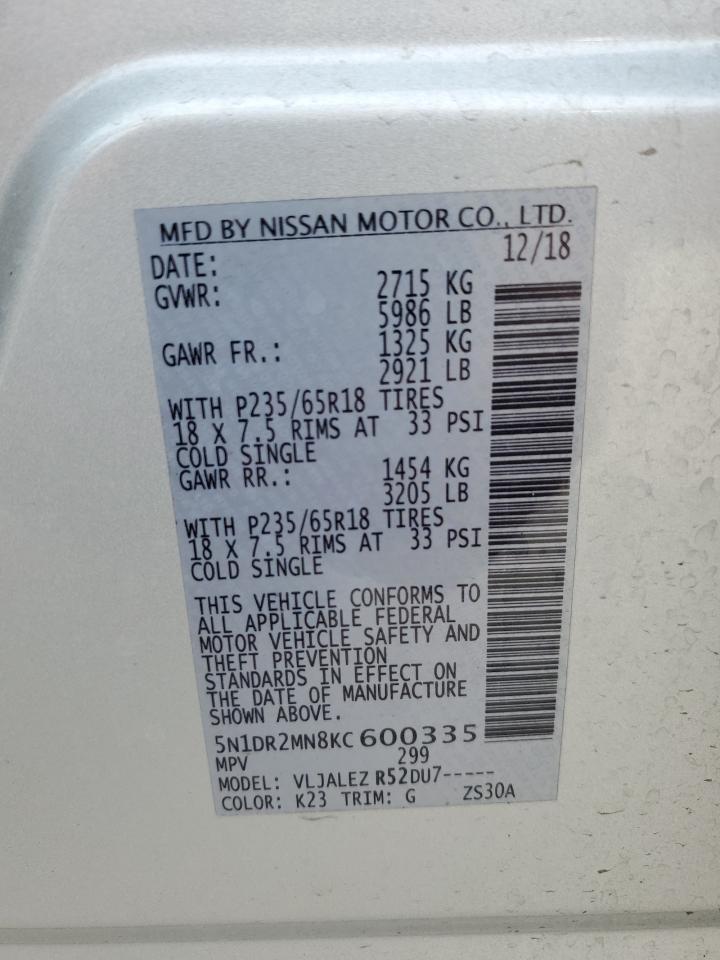 MFD BY NISSAN MOTOR CO., LTD.
DATE: 12/18
GVWR: 2715 KG
5986 LB
GAWR FR.: 1325 KG
2921 LB
WITH P235/65R18 TIRES
18 X 7.5 RIMS AT 33 PSI
COLD SINGLE
GAWR RR.: 1454 KG
3205 LB
WITH P235/65R18 TIRES
18 X 7.5 RIMS AT 33 PSI
COLD SINGLE
THIS VEHICLE CONFORMS TO
ALL APPLICABLE FEDERAL
MOTOR VEHICLE SAFETY AND
THEFT PREVENTION
STANDARDS IN EFFECT ON
THE DATE OF MANUFACTURE
SHOWN ABOVE.
5N1DR2MN8KC 600335
MPV 299
MODEL: VLJALEZ R52DU7-----
COLOR: K23 TRIM: G ZS30A